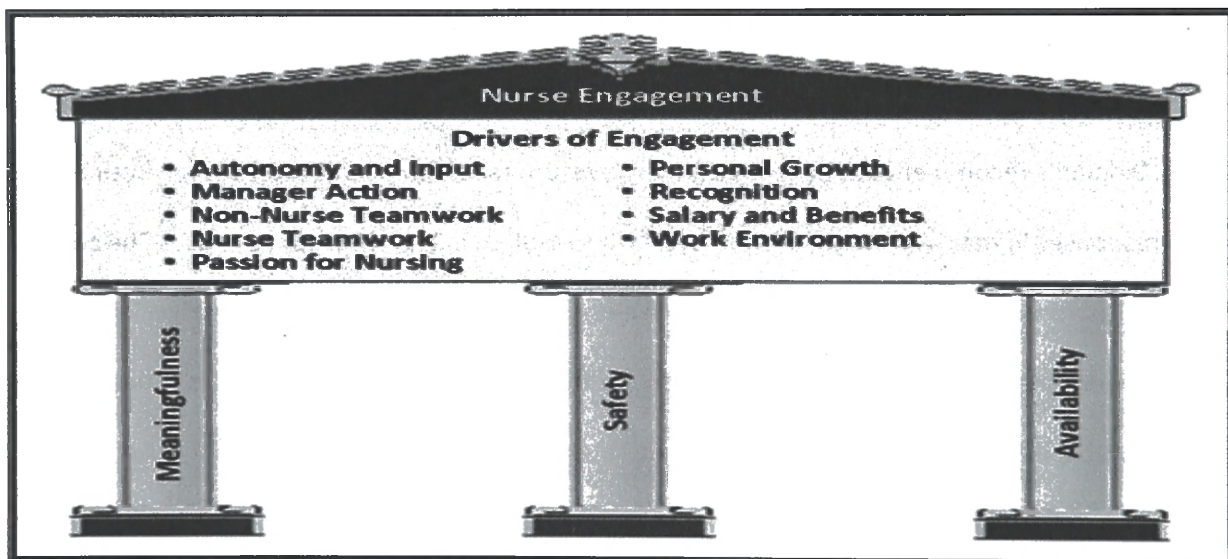 Nurse Engagement
Drivers of Engagement
• Autonomy and Input
• Manager Action
• Non-Nurse Teamwork
• Nurse Teamwork
• Passion for Nursing
• Personal Growth
• Recognition
• Salary and Benefits
• Work Environment
Meaningfulness
Safety
Availability